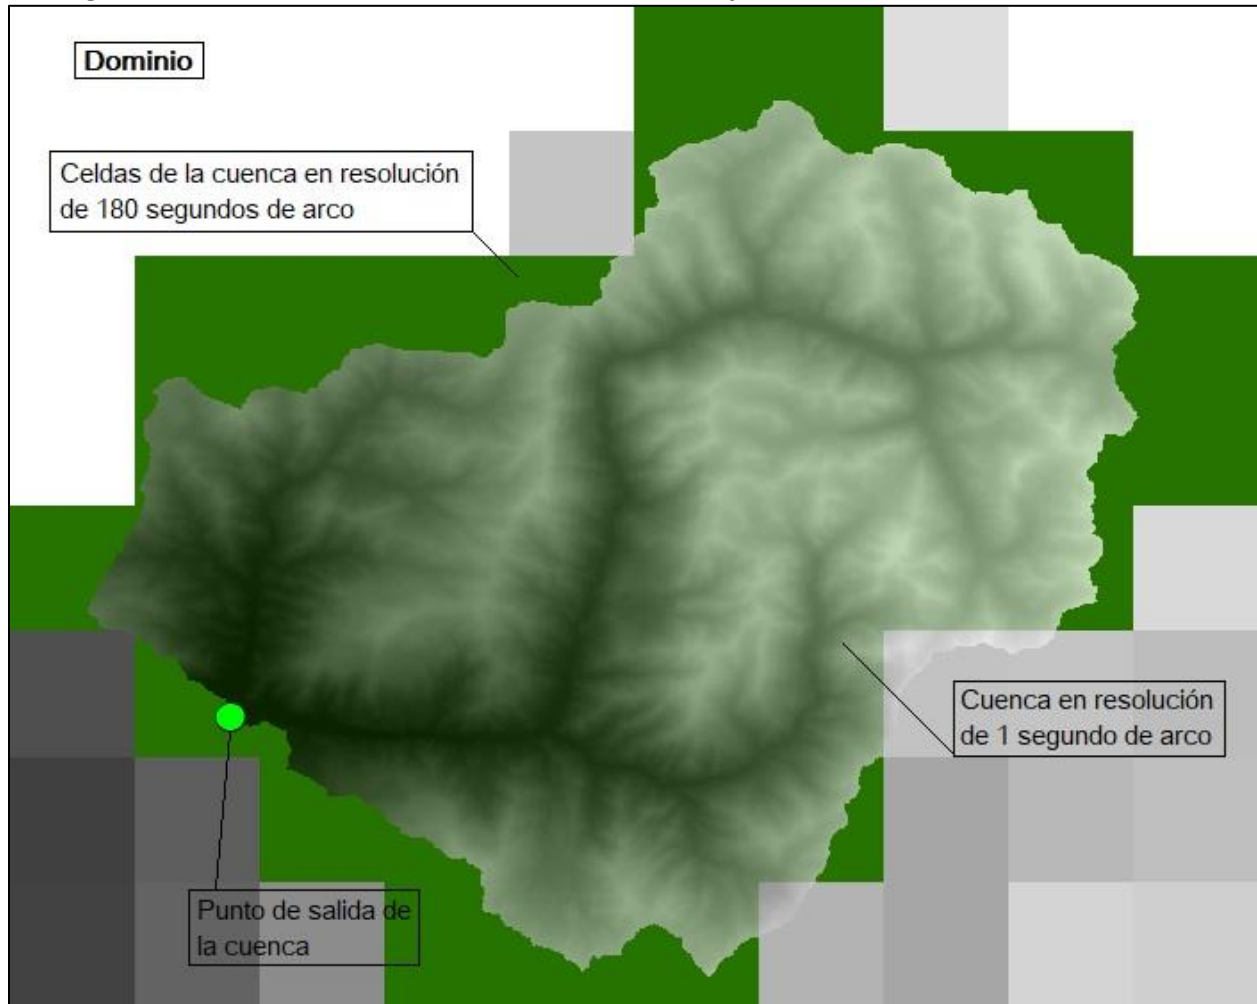 Dominio
Celdas de la cuenca en resolución
de 180 segundos de arco
Cuenca en resolución
de 1 segundo de arco
Punto de salida de
la cuenca